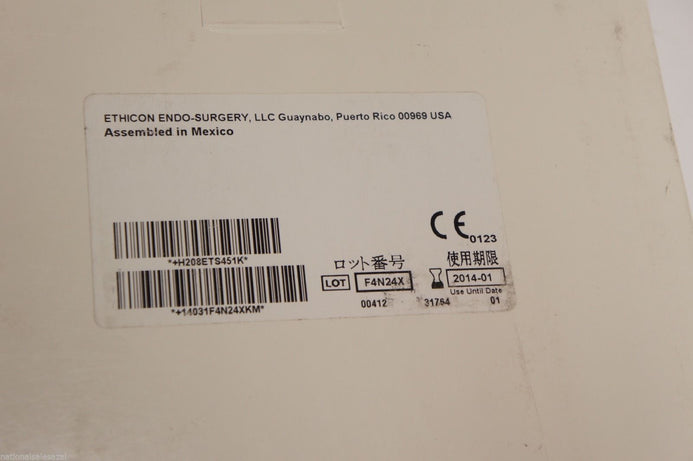 ETHICON ENDO-SURGERY, LLC Guaynabo, Puerto Rico 00969 USA
Assembled in Mexico
CE 0123
*+H208ETS451K*
ロット番号
使用期限
LOT F4N24X
2014-01
Use Until Date
*+14031F4N24XKM*
00412 31764 01